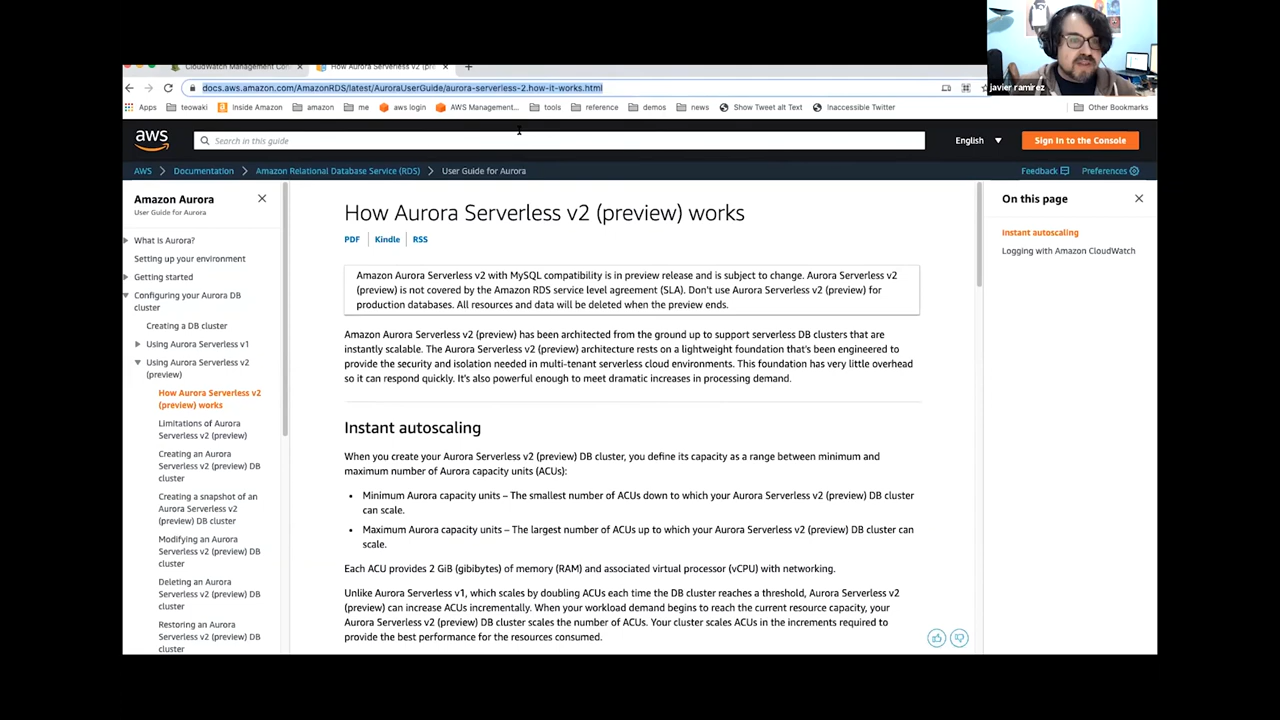 CloudWatch Management Con
How Aurora Serverless v2 (pre
docs.aws.amazon.com/AmazonRDS/latest/AuroraUserGuide/aurora-serverless-2.how-it-works.html
Apps
teowaki
Inside Amazon
amazon
me
aws login
AWS Management...
tools
reference
demos
news
Show Tweet alt Text
Inaccessible Twitter
Other Bookmarks
javier ramirez
aws
Search in this guide
English
Sign In to the Console
AWS > Documentation > Amazon Relational Database Service (RDS) > User Guide for Aurora
Feedback
Preferences
Amazon Aurora
User Guide for Aurora
What is Aurora?
Setting up your environment
Getting started
Configuring your Aurora DB
cluster
Creating a DB cluster
Using Aurora Serverless v1
Using Aurora Serverless v2
(preview)
How Aurora Serverless v2
(preview) works
Limitations of Aurora
Serverless v2 (preview)
Creating an Aurora
Serverless v2 (preview) DB
cluster
Creating a snapshot of an
Aurora Serverless v2
(preview) DB cluster
Modifying an Aurora
Serverless v2 (preview) DB
cluster
Deleting an Aurora
Serverless v2 (preview) DB
cluster
Restoring an Aurora
Serverless v2 (preview) DB
cluster
How Aurora Serverless v2 (preview) works
PDF
Kindle
RSS
Amazon Aurora Serverless v2 with MySQL compatibility is in preview release and is subject to change. Aurora Serverless v2
(preview) is not covered by the Amazon RDS service level agreement (SLA). Don't use Aurora Serverless v2 (preview) for
production databases. All resources and data will be deleted when the preview ends.
Amazon Aurora Serverless v2 (preview) has been architected from the ground up to support serverless DB clusters that are
instantly scalable. The Aurora Serverless v2 (preview) architecture rests on a lightweight foundation that's been engineered to
provide the security and isolation needed in multi-tenant serverless cloud environments. This foundation has very little overhead
so it can respond quickly. It's also powerful enough to meet dramatic increases in processing demand.
Instant autoscaling
When you create your Aurora Serverless v2 (preview) DB cluster, you define its capacity as a range between minimum and
maximum number of Aurora capacity units (ACUs):
• Minimum Aurora capacity units – The smallest number of ACUs down to which your Aurora Serverless v2 (preview) DB cluster
can scale.
• Maximum Aurora capacity units – The largest number of ACUs up to which your Aurora Serverless v2 (preview) DB cluster can
scale.
Each ACU provides 2 GiB (gibibytes) of memory (RAM) and associated virtual processor (vCPU) with networking.
Unlike Aurora Serverless v1, which scales by doubling ACUs each time the DB cluster reaches a threshold, Aurora Serverless v2
(preview) can increase ACUs incrementally. When your workload demand begins to reach the current resource capacity, your
Aurora Serverless v2 (preview) DB cluster scales the number of ACUs. Your cluster scales ACUs in the increments required to
provide the best performance for the resources consumed.
On this page
Instant autoscaling
Logging with Amazon CloudWatch